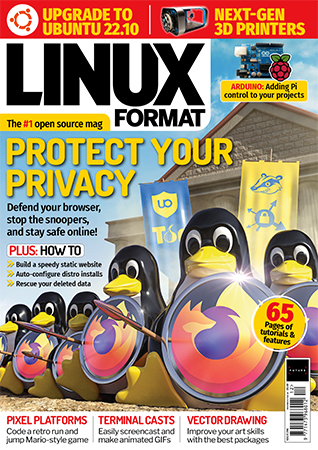 UPGRADE TO
UBUNTU 22.10
NEXT-GEN
3D PRINTERS
LINUX
FORMAT
The #1 open source mag
ARDUINO: Adding Pi
control to your projects
PROTECT YOUR
PRIVACY
Defend your browser,
stop the snoopers,
and stay safe online!
PLUS: HOW TO
Build a speedy static website
Auto-configure distro installs
Rescue your deleted data
UO
TS
65
Pages of
tutorials &
features
FUTURE
PIXEL PLATFORMS
Code a retro run and
jump Mario-style game
TERMINAL CASTS
Easily screencast and
make animated GIFs
VECTOR DRAWING
Improve your art skills
with the best packages